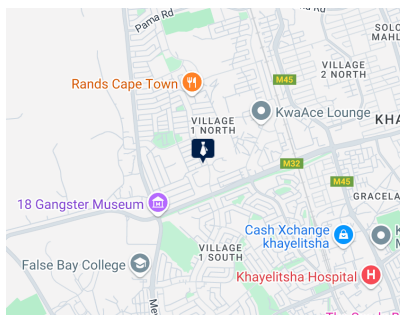 Pama Rd
SOLO
MAHL
VILLAGE
2 NORTH
M45
Rands Cape Town
KwaAce Lounge
VILLAGE
1 NORTH
KHA
M32
M45
GRACELA
18 Gangster Museum
Cash Xchange
khayelitsha
VILLAGE
1 SOUTH
False Bay College
Khayelitsha Hospital
Mew